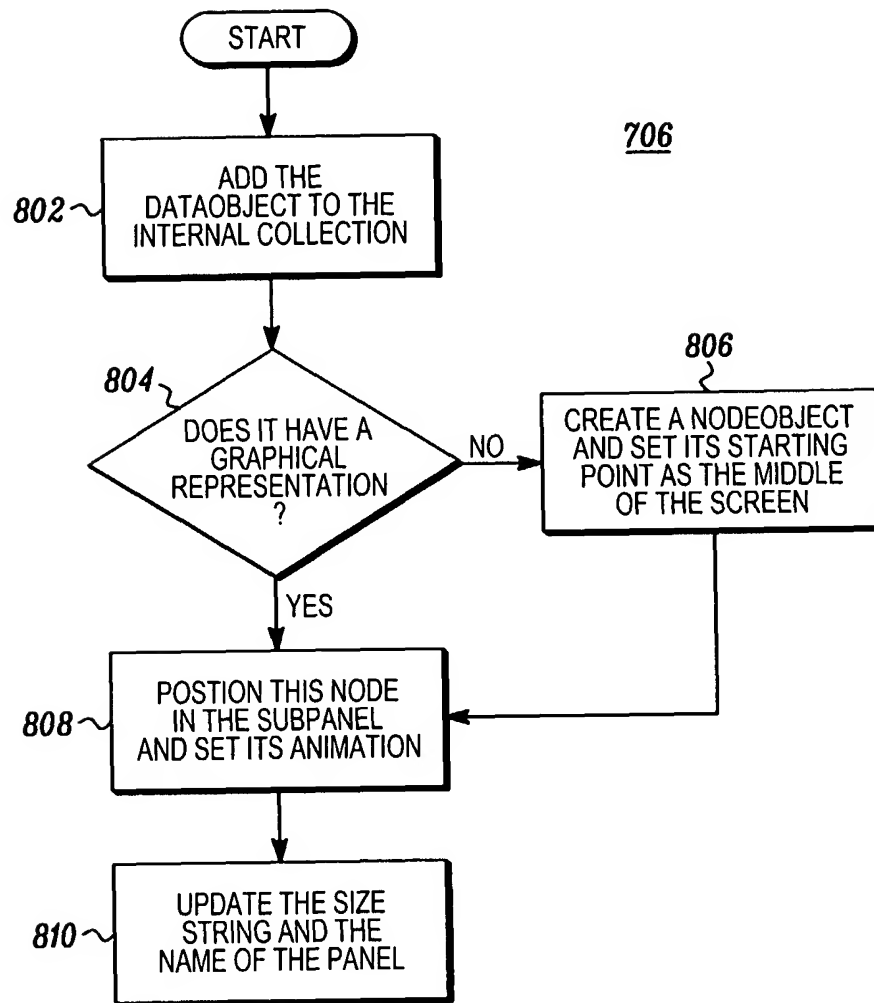 START
706
802
ADD THE
DATAOBJECT TO THE
INTERNAL COLLECTION
804
DOES IT HAVE A
GRAPHICAL
REPRESENTATION
?
NO
806
CREATE A NODEOBJECT
AND SET ITS STARTING
POINT AS THE MIDDLE
OF THE SCREEN
YES
808
POSTION THIS NODE
IN THE SUBPANEL
AND SET ITS ANIMATION
810
UPDATE THE SIZE
STRING AND THE
NAME OF THE PANEL